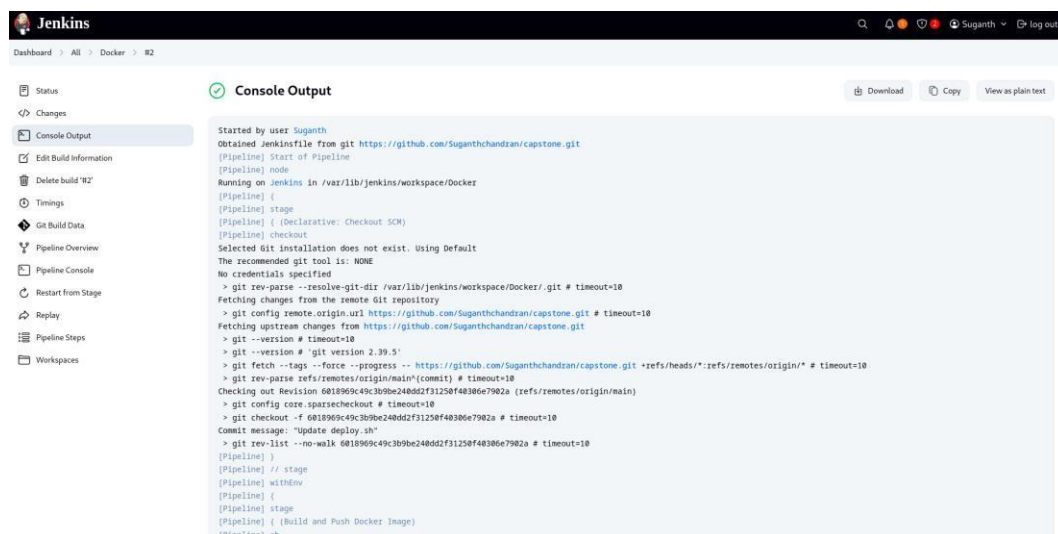 Jenkins
1
2
Suganth
log out
Dashboard > All > Docker > #2
Status
Changes
Console Output
Edit Build Information
Delete build '#2'
Timings
Git Build Data
Pipeline Overview
Pipeline Console
Restart from Stage
Replay
Pipeline Steps
Workspaces
Console Output
Download
Copy
View as plain text
Started by user Suganth
Obtained Jenkinsfile from git https://github.com/Suganthchandran/capstone.git
[Pipeline] Start of Pipeline
[Pipeline] node
Running on Jenkins in /var/lib/jenkins/workspace/Docker
[Pipeline] {
[Pipeline] stage
[Pipeline] { (Declarative: Checkout SCM)
[Pipeline] checkout
Selected Git installation does not exist. Using Default
The recommended git tool is: NONE
No credentials specified
> git rev-parse --resolve-git-dir /var/lib/jenkins/workspace/Docker/.git # timeout=10
Fetching changes from the remote Git repository
> git config remote.origin.url https://github.com/Suganthchandran/capstone.git # timeout=10
Fetching upstream changes from https://github.com/Suganthchandran/capstone.git
> git --version # timeout=10
> git --version # 'git version 2.39.5'
> git fetch --tags --force --progress -- https://github.com/Suganthchandran/capstone.git +refs/heads/*:refs/remotes/origin/* # timeout=10
> git rev-parse refs/remotes/origin/main^{commit} # timeout=10
Checking out Revision 6018969c49c3b9be240dd2f31250f40306e7902a (refs/remotes/origin/main)
> git config core.sparsecheckout # timeout=10
> git checkout -f 6018969c49c3b9be240dd2f31250f40306e7902a # timeout=10
Commit message: "Update deploy.sh"
> git rev-list --no-walk 6018969c49c3b9be240dd2f31250f40306e7902a # timeout=10
[Pipeline] }
[Pipeline] // stage
[Pipeline] withEnv
[Pipeline] {
[Pipeline] stage
[Pipeline] { (Build and Push Docker Image)
[Pipeline] sh